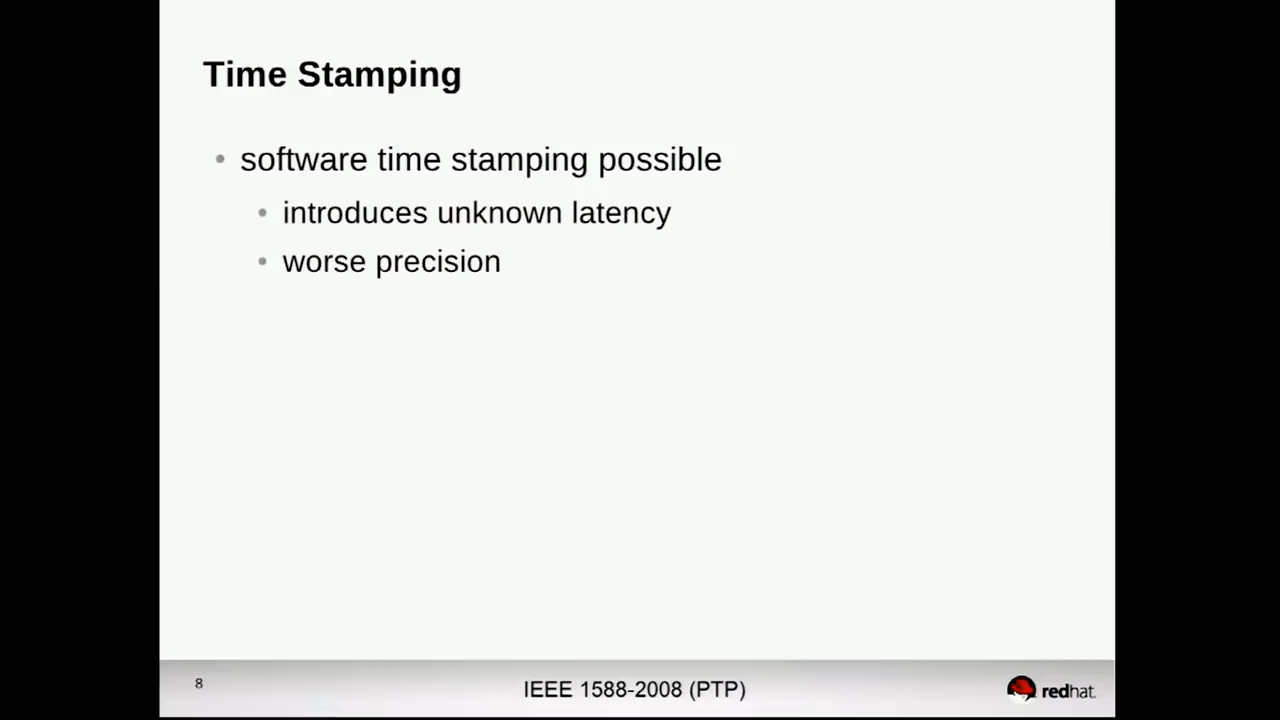 Time Stamping
• software time stamping possible
• introduces unknown latency
• worse precision
8
IEEE 1588-2008 (PTP)
redhat.